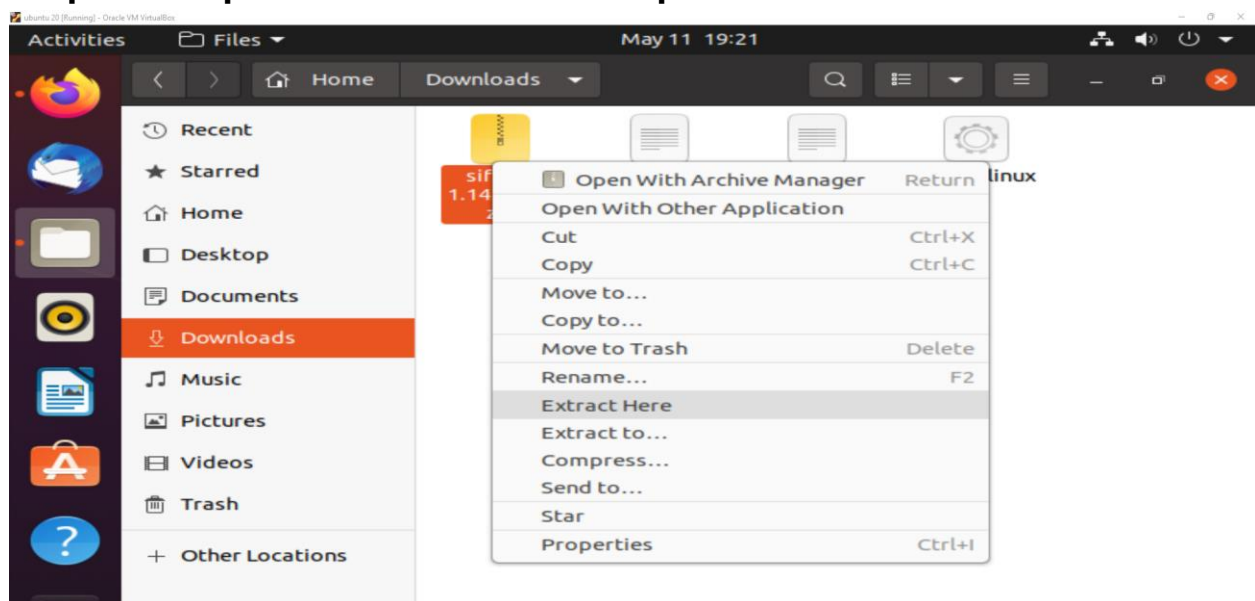 ubuntu 20 [Running] - Oracle VM VirtualBox
Activities Files May 11 19:21
Home Downloads
Recent
Starred
Home
Desktop
Documents
Downloads
Music
Pictures
Videos
Trash
+ Other Locations
sif
1.14
z
linux
Open With Archive Manager Return
Open With Other Application
Cut Ctrl+X
Copy Ctrl+C
Move to...
Copy to...
Move to Trash Delete
Rename... F2
Extract Here
Extract to...
Compress...
Send to...
Star
Properties Ctrl+I